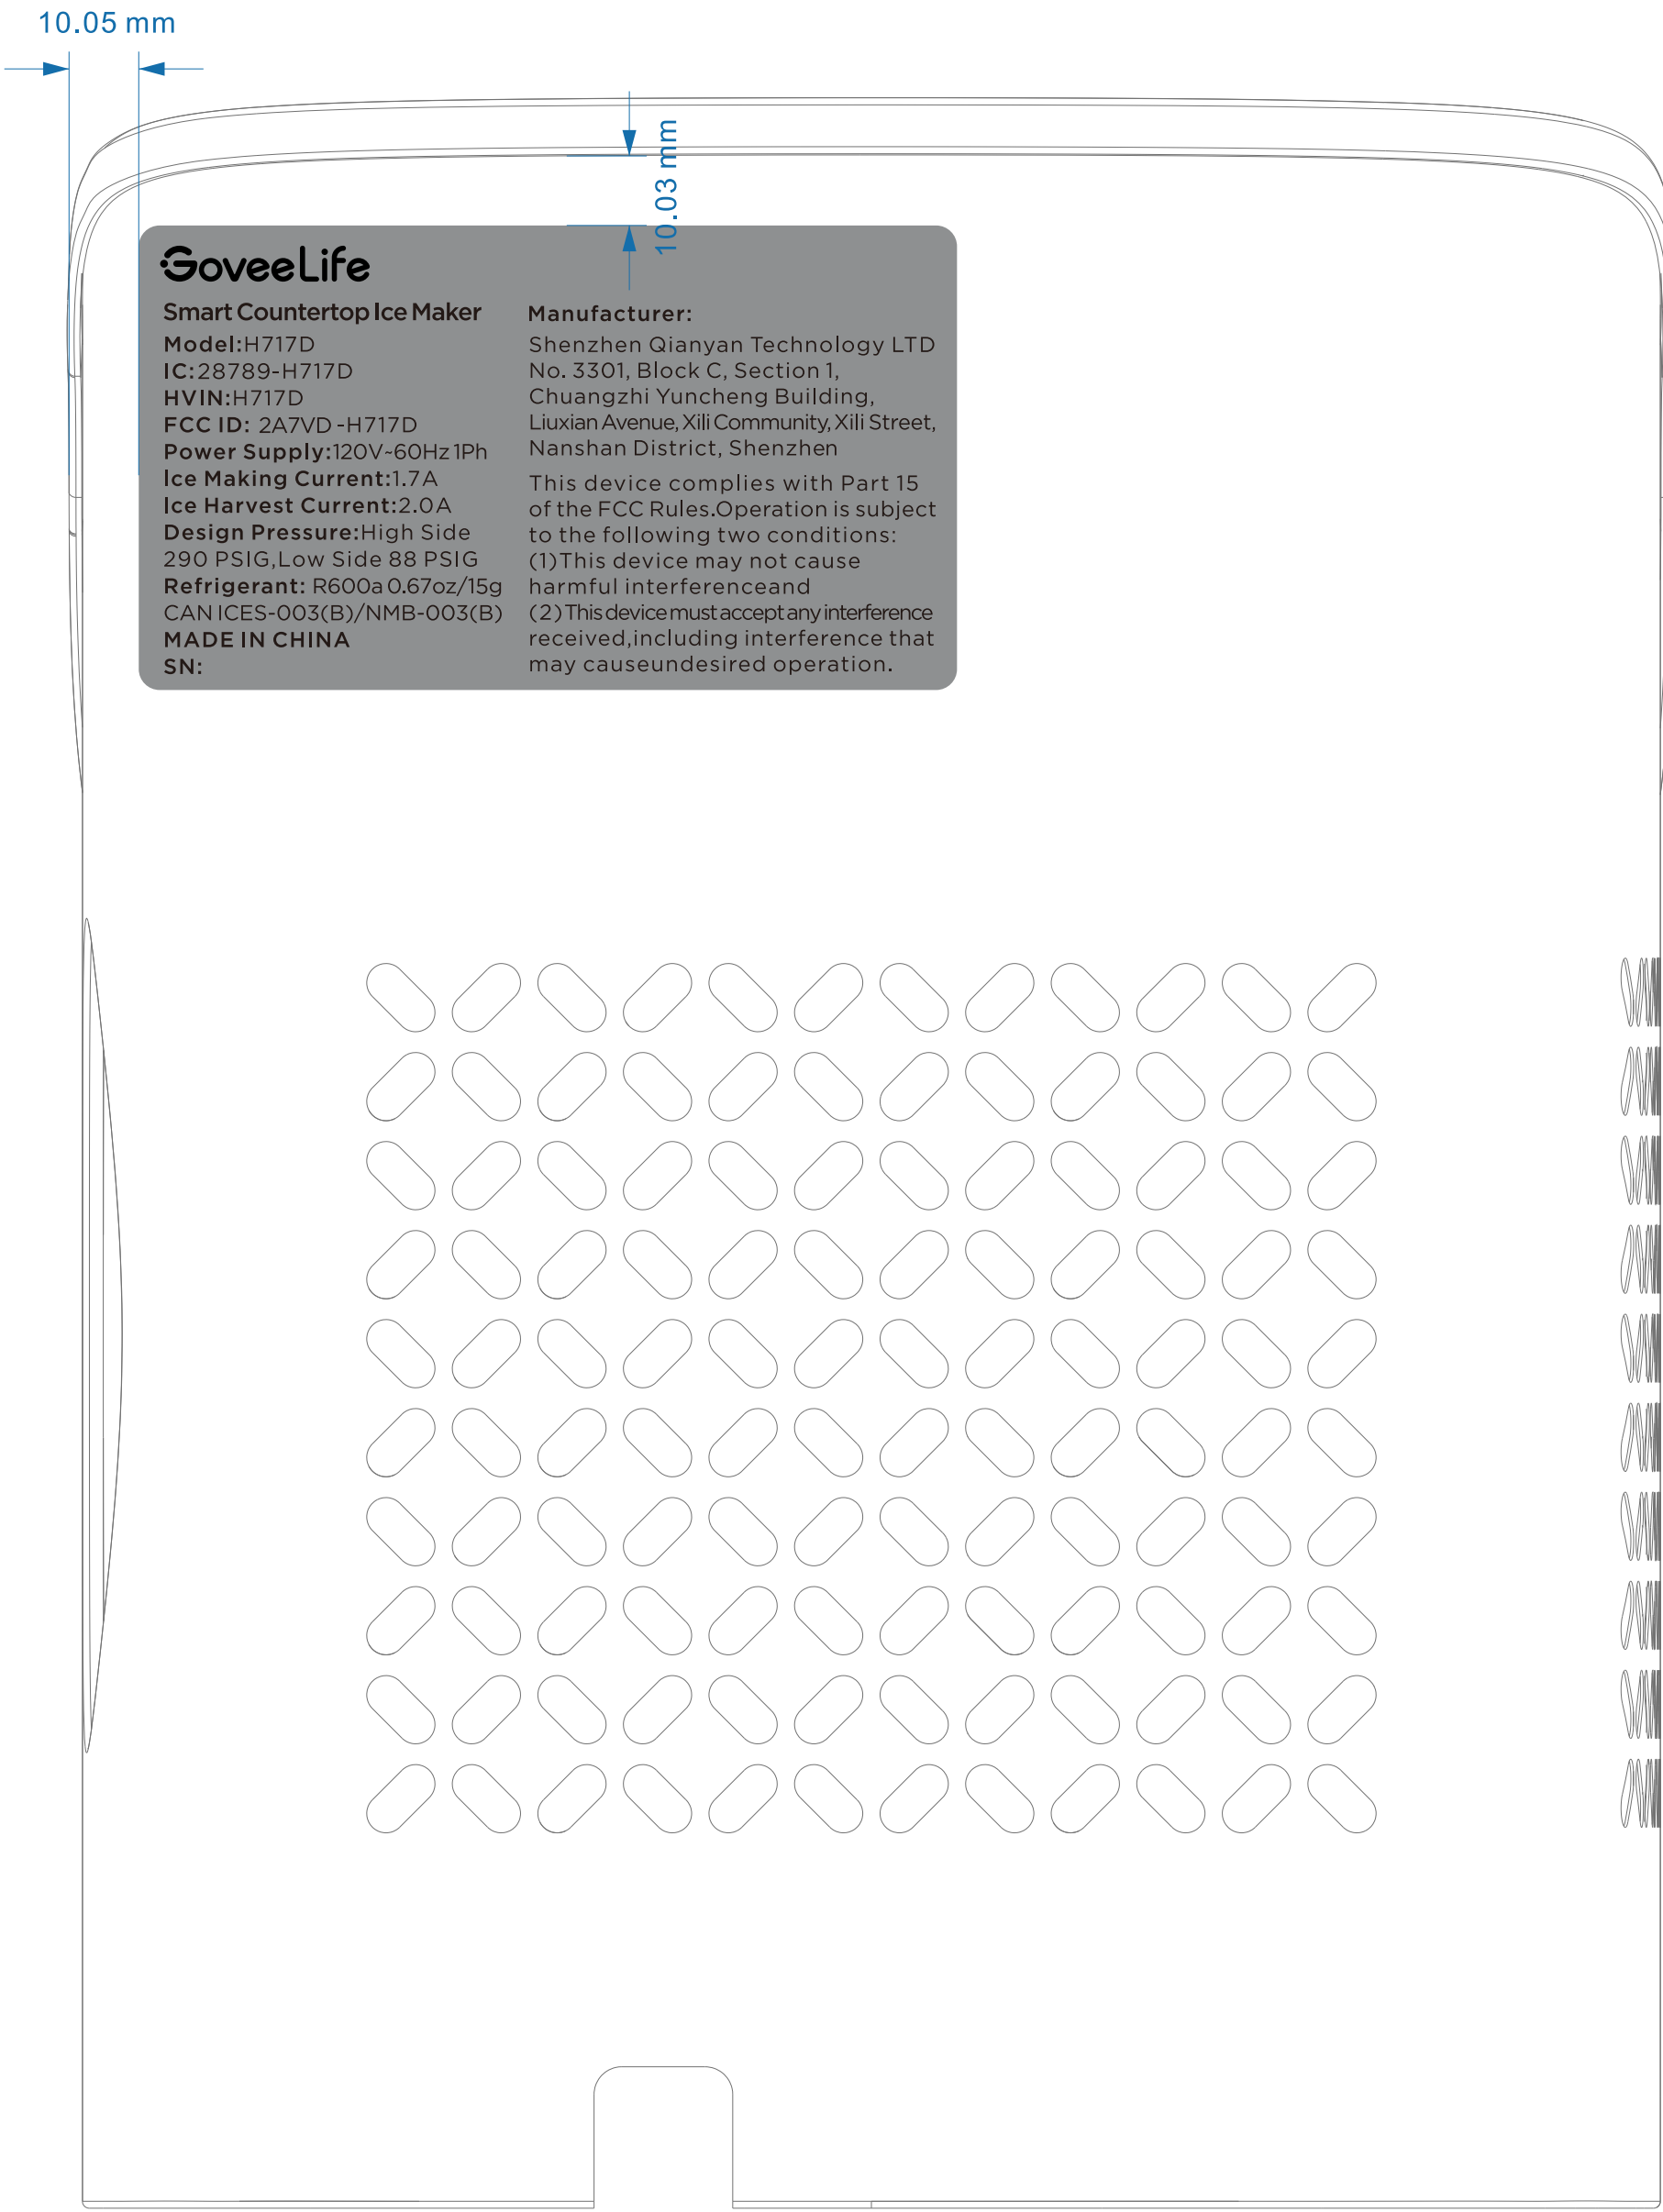 10.05 mm
10.03 mm
GoveeLife
Smart Countertop Ice Maker
Model:H717D
IC:28789-H717D
HVIN:H717D
FCC ID: 2A7VD-H717D
Power Supply:120V~60Hz 1Ph
Ice Making Current:1.7A
Ice Harvest Current:2.0A
Design Pressure:High Side
290 PSIG,Low Side 88 PSIG
Refrigerant: R600a 0.67oz/15g
CAN ICES-003(B)/NMB-003(B)
MADE IN CHINA
SN:
Manufacturer:
Shenzhen Qianyan Technology LTD
No. 3301, Block C, Section 1,
Chuangzhi Yuncheng Building,
Liuxian Avenue, Xili Community, Xili Street,
Nanshan District, Shenzhen
This device complies with Part 15
of the FCC Rules.Operation is subject
to the following two conditions:
(1)This device may not cause
harmful interferenceand
(2)This device must accept any interference
received,including interference that
may causeundesired operation.